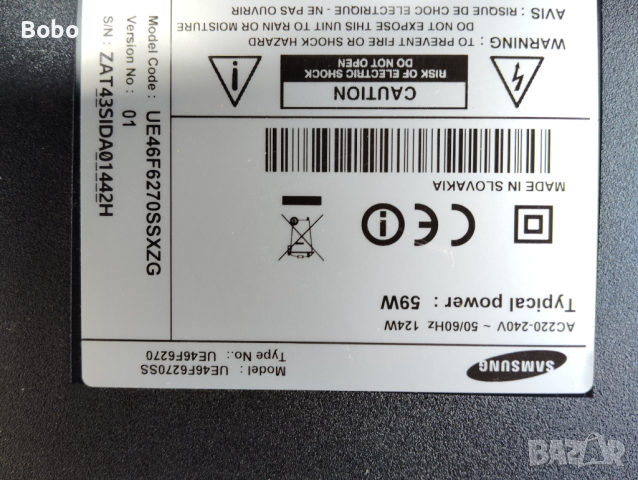 Bobo
SAMSUNG
Model : UE46F6270SS
Type No.: UE46F6270
AC220-240V ~ 50/60Hz 124W
Typical power : 59W
MADE IN SLOVAKIA
CAUTION
RISK OF ELECTRIC SHOCK
DO NOT OPEN
WARNING : TO PREVENT FIRE OR SHOCK HAZARD
DO NOT EXPOSE THIS UNIT TO RAIN OR MOISTURE
AVIS : RISQUE DE CHOC ELECTRIQUE - NE PAS OUVRIR
Model Code : UE46F6270SSXZG
Version No : 01
S/N : ZAT43SIDA01442H
BAZAR
bg